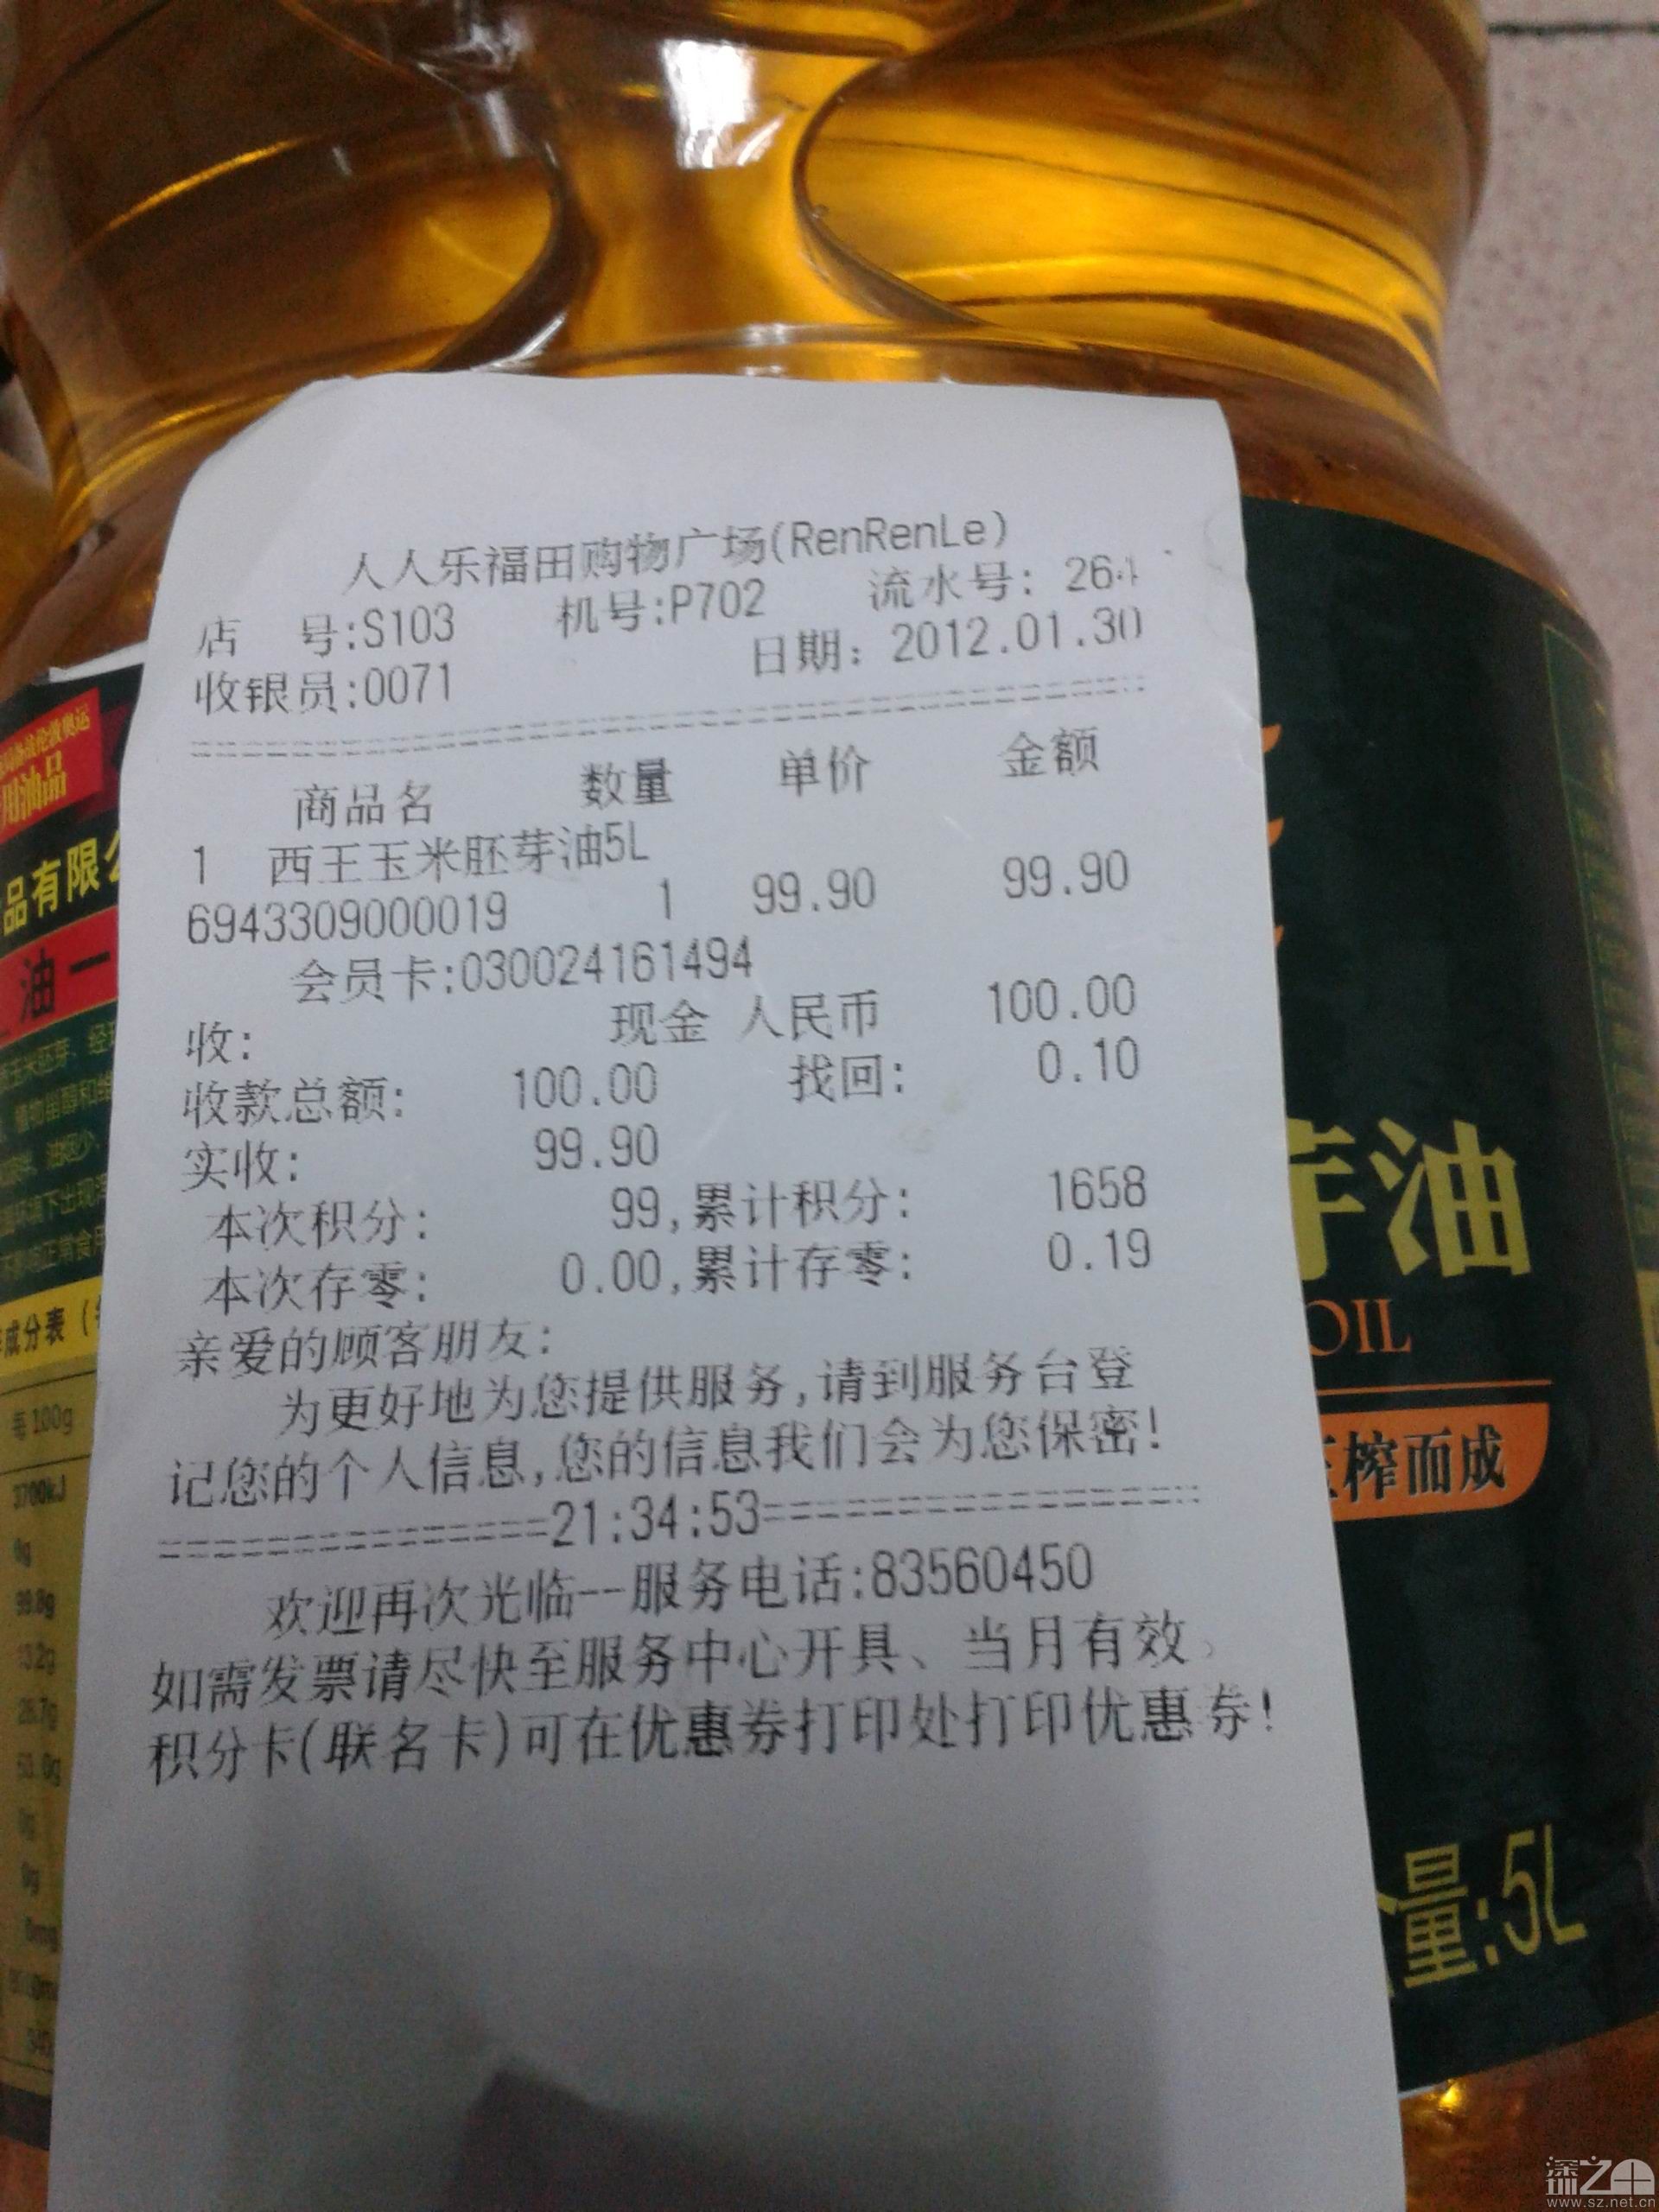 人人乐福田购物广场(RenRenLe)
店 号:S103 机号:P702 流水号: 264
收银员:0071 日期: 2012.01.30
商品名 数量 单价 金额
1 西王玉米胚芽油5L
6943309000019 1 99.90 99.90
会员卡:030024161494
收: 现金 人民币 100.00
收款总额: 100.00 找回: 0.10
实收: 99.90
本次积分: 99,累计积分: 1658
本次存零: 0.00,累计存零: 0.19
亲爱的顾客朋友:
为更好地为您提供服务,请到服务台登
记您的个人信息,您的信息我们会为您保密!
==============21:34:53================
欢迎再次光临--服务电话:83560450
如需发票请尽快至服务中心开具、当月有效
积分卡(联名卡)可在优惠券打印处打印优惠券!
用油品
品有限
油一
成分表
每100g
3700kJ
芽油
OIL
榨而成
量:5L
深圳之窗
www.sz.net.cn